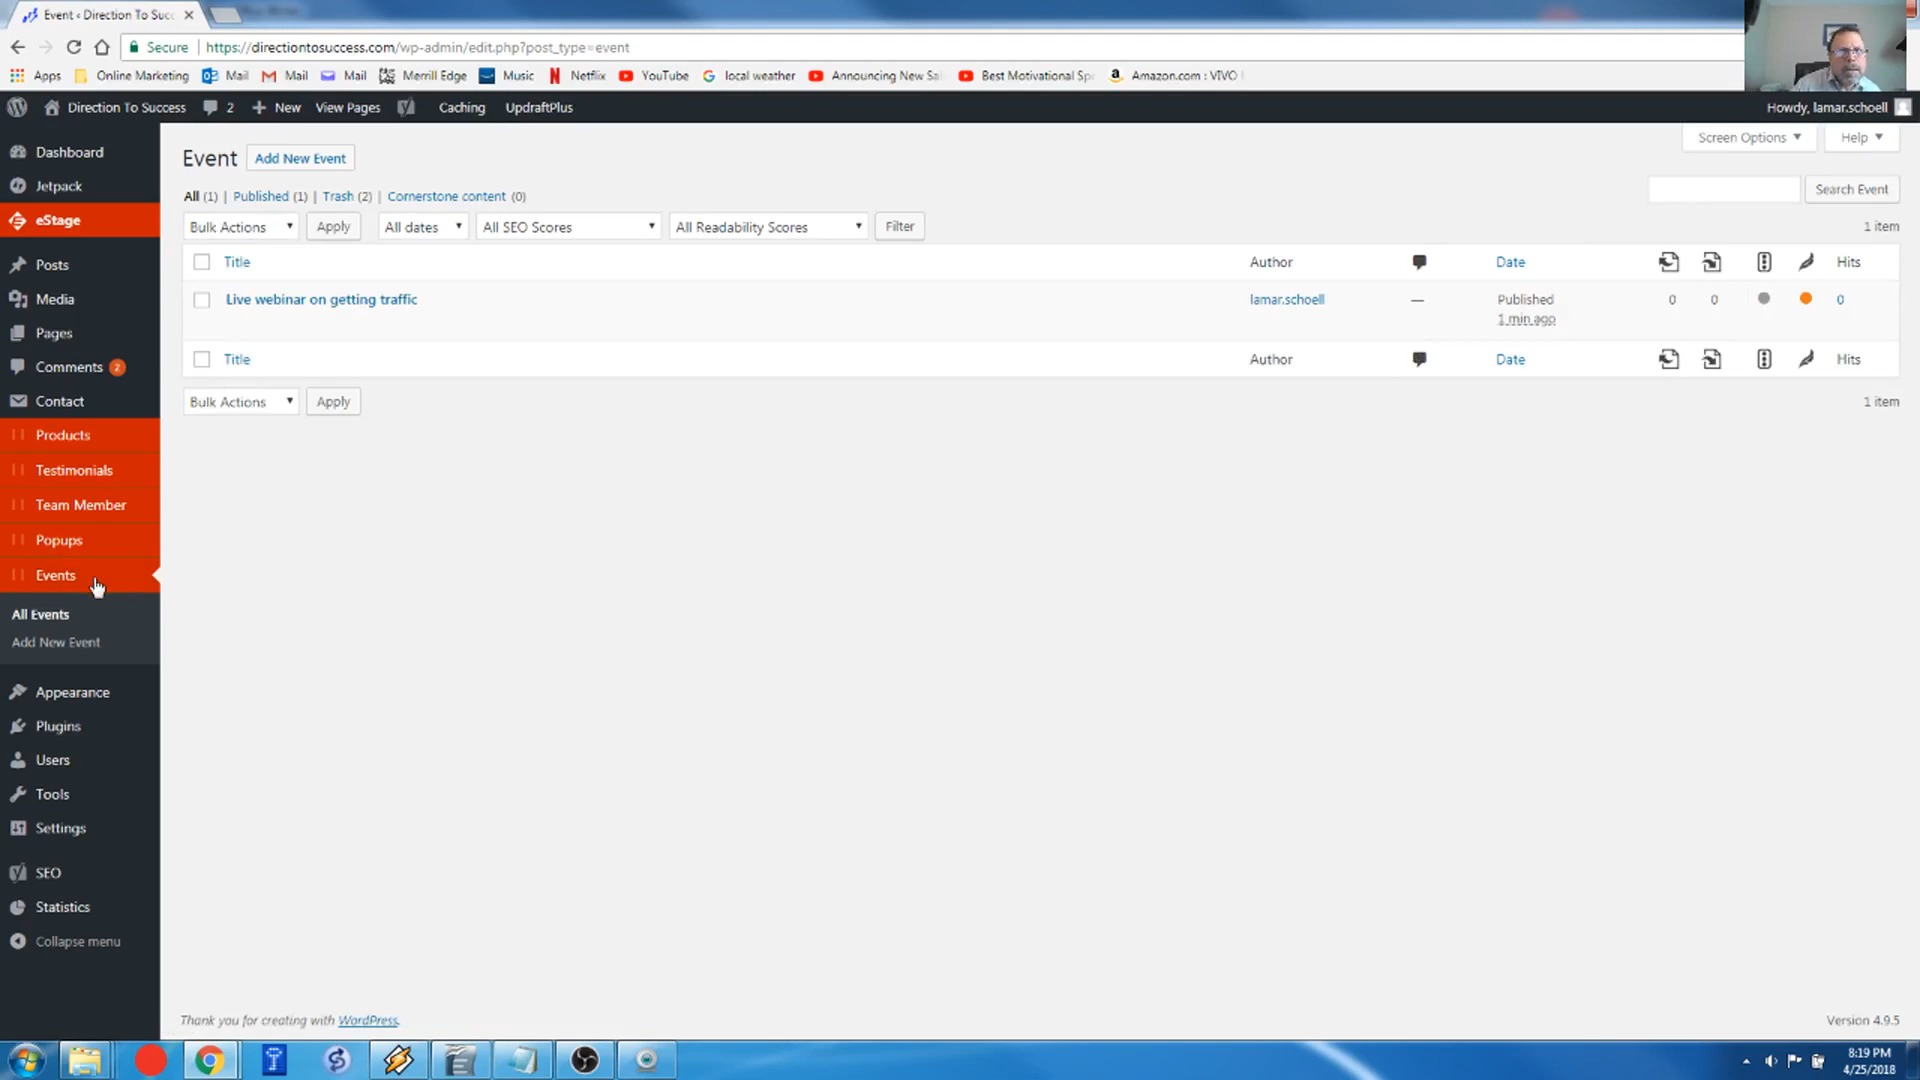 Event ‹ Direction To Succ
Secure https://directiontosuccess.com/wp-admin/edit.php?post_type=event
Apps Online Marketing Mail Mail Mail Merrill Edge Music Netflix YouTube local weather Announcing New Sal Best Motivational Sp Amazon.com : VIVO
Direction To Success 2 New View Pages Caching UpdraftPlus Howdy, lamar.schoell
Screen Options Help
Dashboard
Jetpack
eStage
Posts
Media
Pages
Comments 2
Contact
Products
Testimonials
Team Member
Popups
Events
All Events
Add New Event
Appearance
Plugins
Users
Tools
Settings
SEO
Statistics
Collapse menu
Event Add New Event
All (1) | Published (1) | Trash (2) | Cornerstone content (0)
Search Event
Bulk Actions Apply All dates All SEO Scores All Readability Scores Filter 1 item
Title Author Date Hits
Live webinar on getting traffic lamar.schoell — Published 0 0 0
1 min ago
Title Author Date Hits
Bulk Actions Apply 1 item
Thank you for creating with WordPress. Version 4.9.5
8:19 PM
4/25/2018